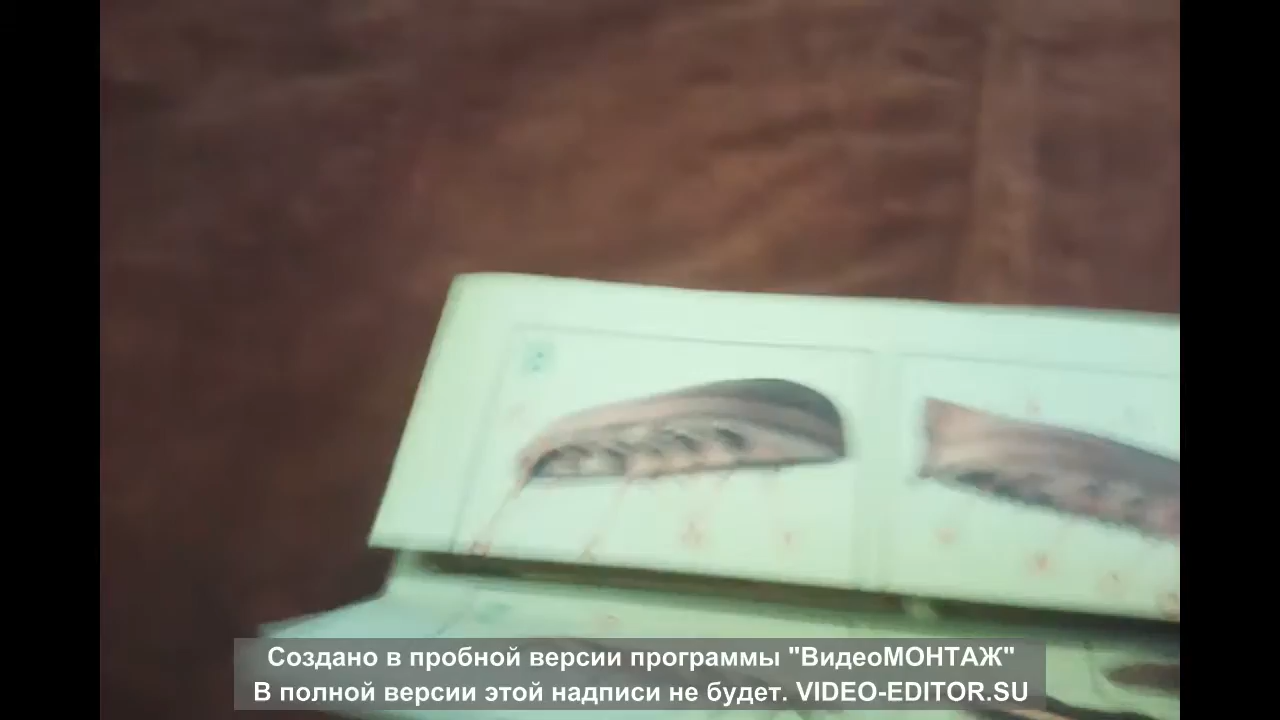 Создано в пробной версии программы "ВидеоМОНТАЖ"
В полной версии этой надписи не будет. VIDEO-EDITOR.SU